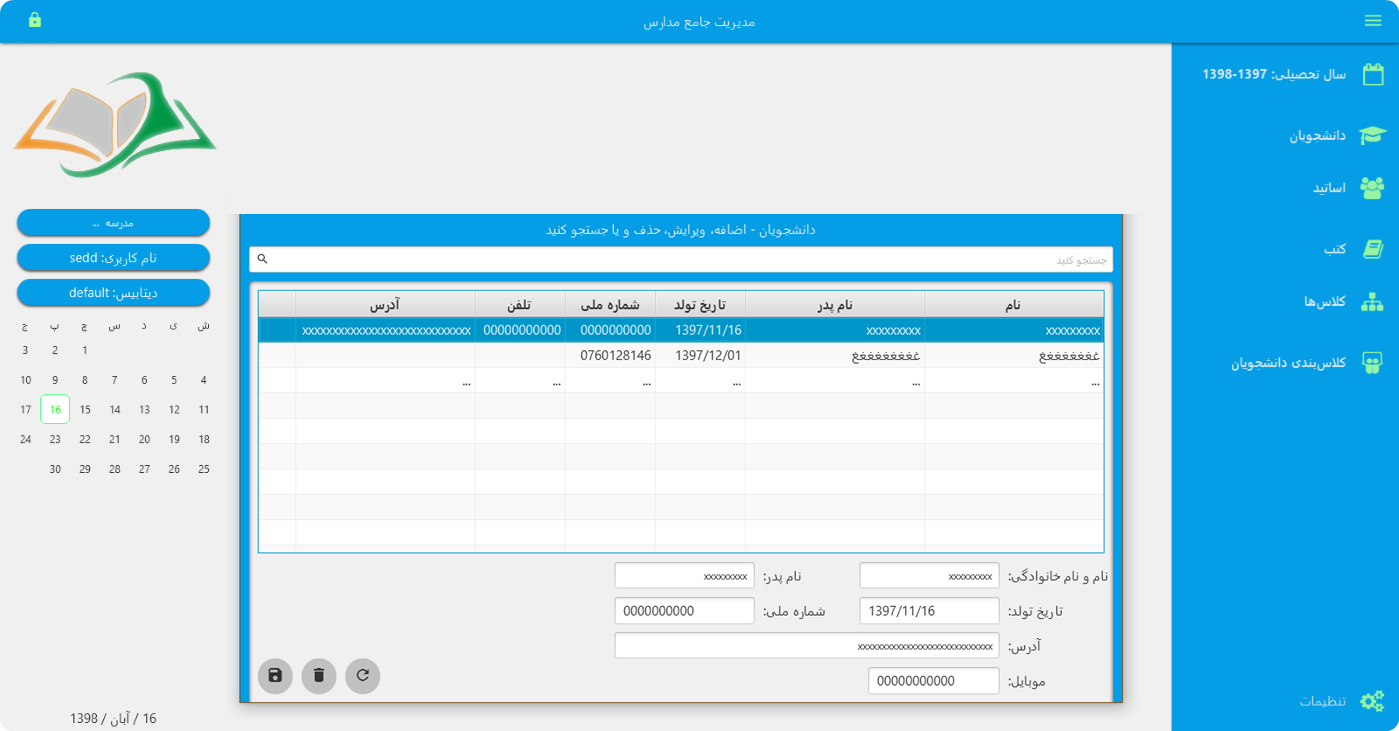 مدیریت جامع مدارس
سال تحصیلی: 1397-1398
دانشجویان
اساتید
کتب
کلاس‌ها
کلاس‌بندی دانشجویان
تنظیمات
دانشجویان - اضافه، ویرایش، حذف و یا جستجو کنید
جستجو کنید
نام نام پدر تاریخ تولد شماره ملی تلفن آدرس
xxxxxxxxx xxxxxxxxx 1397/11/16 0000000000 00000000000 xxxxxxxxxxxxxxxxxxxxxxxxxxxx
غغغغغغغغ غغغغغغغغغ 1397/12/01 0760128146
... ... ... ... ... ...
نام و نام خانوادگی: xxxxxxxxx نام پدر: xxxxxxxxx
تاریخ تولد: 1397/11/16 شماره ملی: 0000000000
آدرس: xxxxxxxxxxxxxxxxxxxxxxxxxxxx
موبایل: 00000000000
مدرسه ...
نام کاربری: sedd
دیتابیس: default
ش ی د س چ پ ج
1 2 3
4 5 6 7 8 9 10
11 12 13 14 15 16 17
18 19 20 21 22 23 24
25 26 27 28 29 30
16 / آبان / 1398